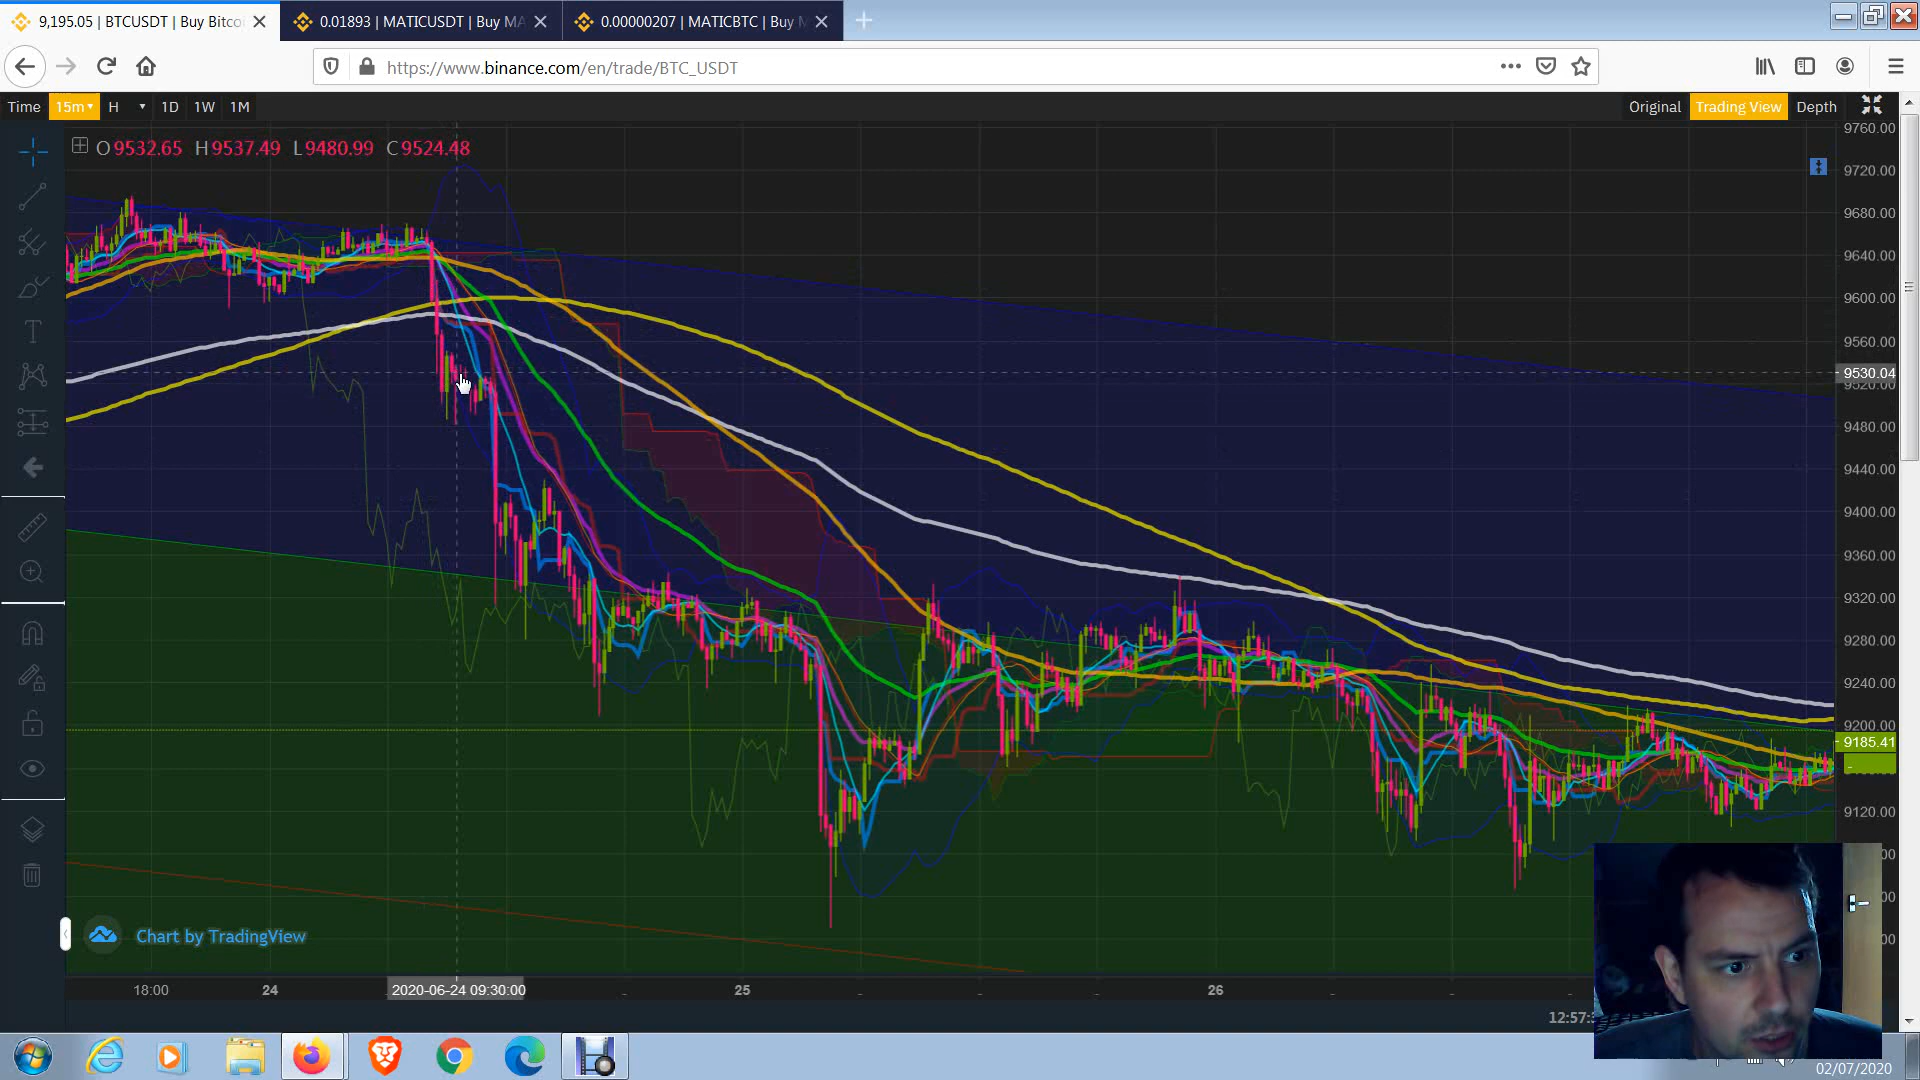 9,195.05 | BTCUSDT | Buy Bitco
0.01893 | MATICUSDT | Buy MA
0.00000207 | MATICBTC | Buy M
https://www.binance.com/en/trade/BTC_USDT
Time 15m H 1D 1W 1M
Original Trading View Depth
O9532.65 H9537.49 L9480.99 C9524.48
9760.00
9720.00
9680.00
9640.00
9600.00
9560.00
9530.04
9520.00
9480.00
9440.00
9400.00
9360.00
9320.00
9280.00
9240.00
9200.00
9185.41
9120.00
Chart by TradingView
18:00 24 2020-06-24 09:30:00 25 26
12:57:
02/07/2020